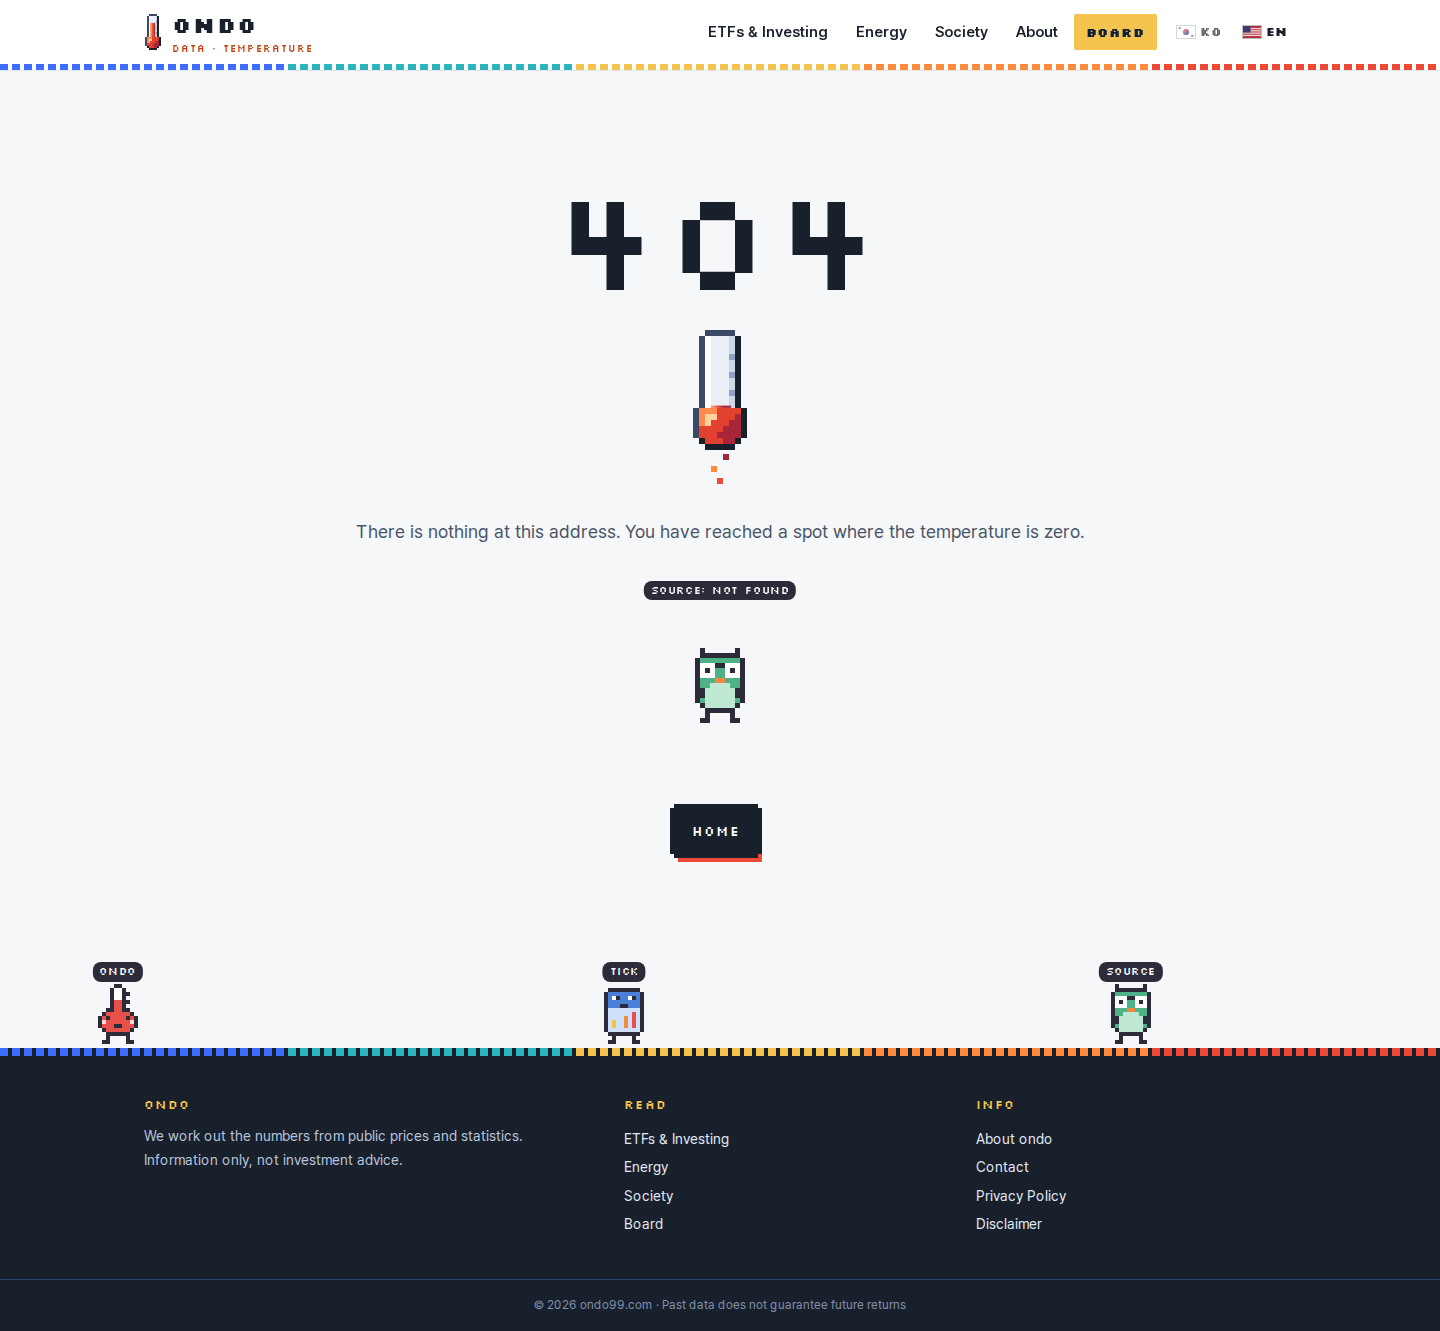 ONDO
DATA · TEMPERATURE
ETFs & Investing
Energy
Society
About
BOARD
KO
EN
404
There is nothing at this address. You have reached a spot where the temperature is zero.
SOURCE: NOT FOUND
HOME
ONDO
TICK
SOURCE
ONDO
We work out the numbers from public prices and statistics.
Information only, not investment advice.
READ
ETFs & Investing
Energy
Society
Board
INFO
About ondo
Contact
Privacy Policy
Disclaimer
© 2026 ondo99.com · Past data does not guarantee future returns